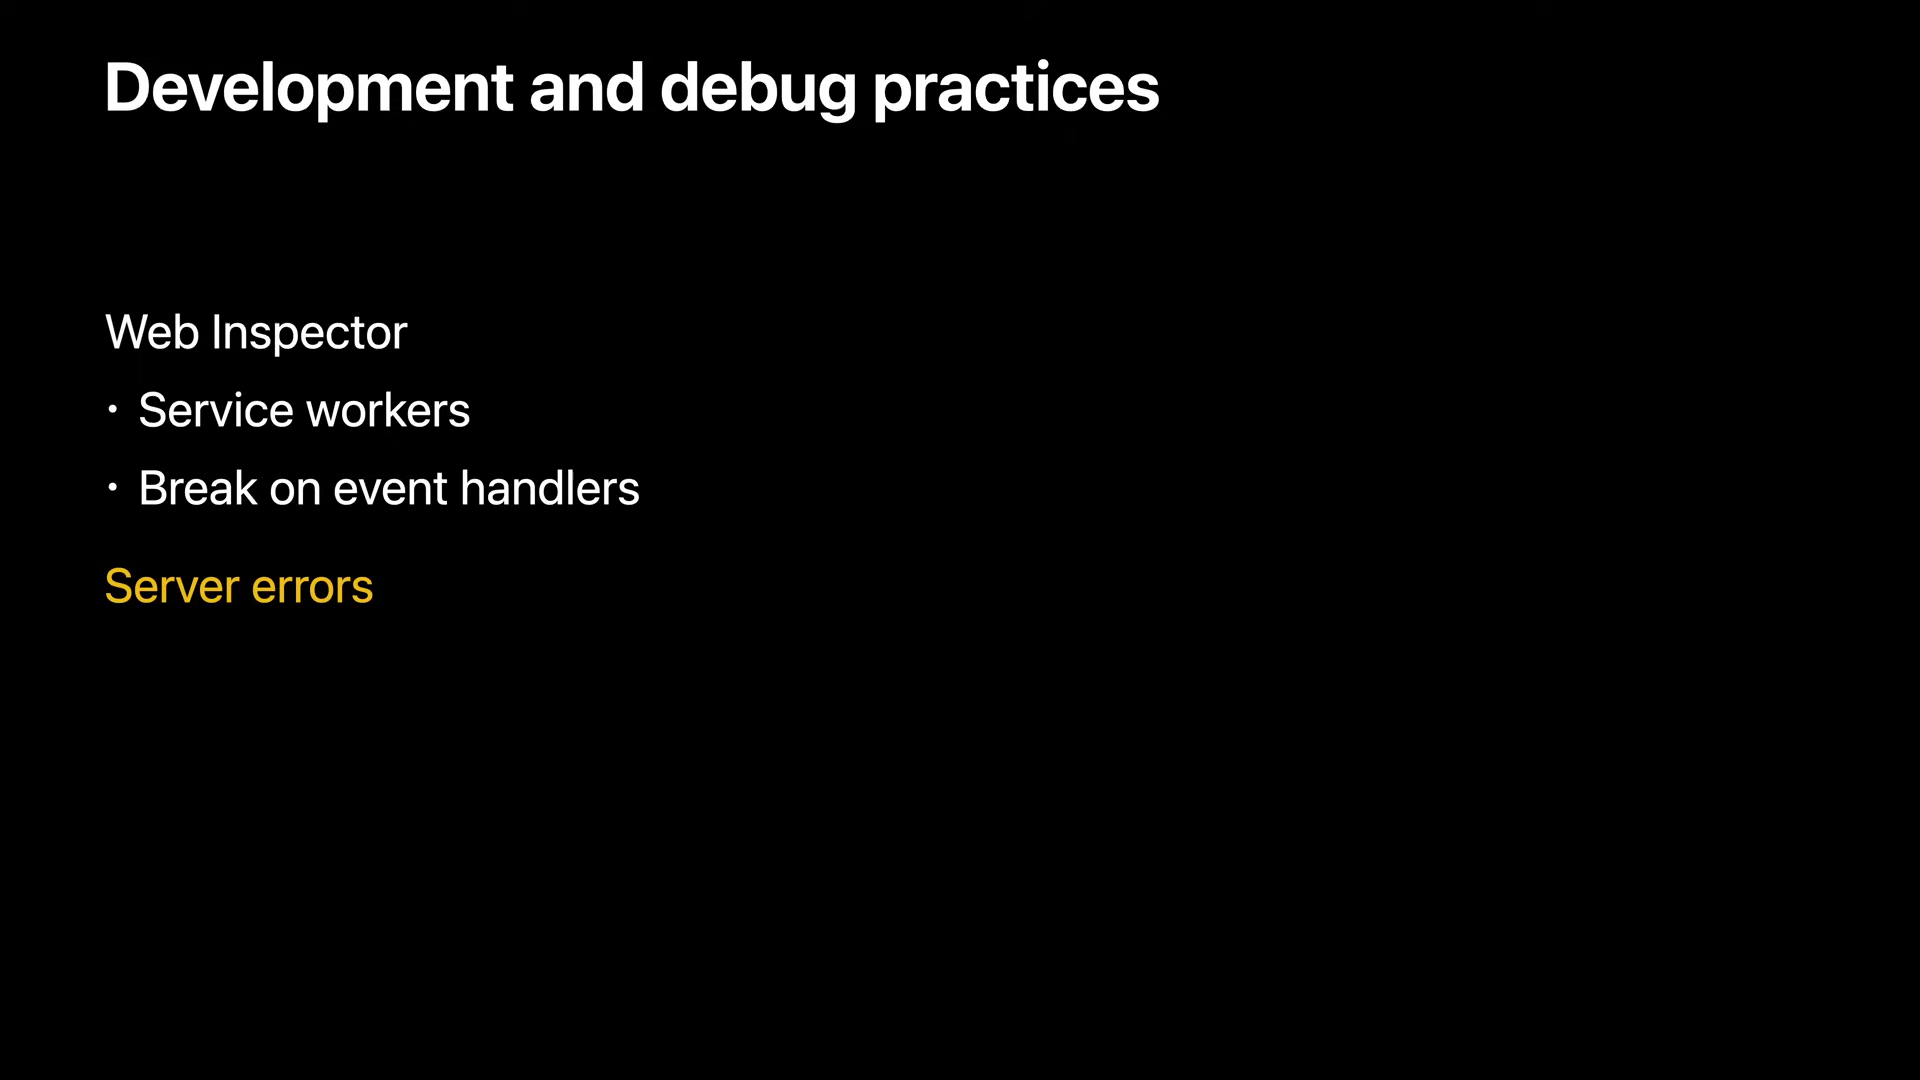 Development and debug practices
Web Inspector
• Service workers
• Break on event handlers
Server errors